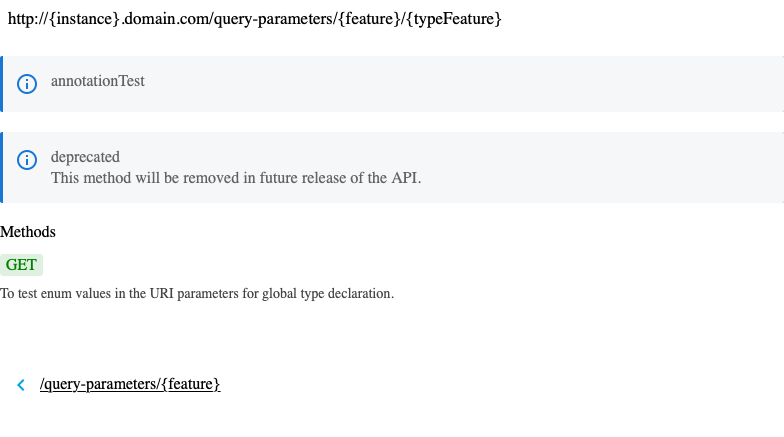 http://{instance}.domain.com/query-parameters/{feature}/{typeFeature}
annotationTest
deprecated
This method will be removed in future release of the API.
Methods
GET
To test enum values in the URI parameters for global type declaration.
/query-parameters/{feature}